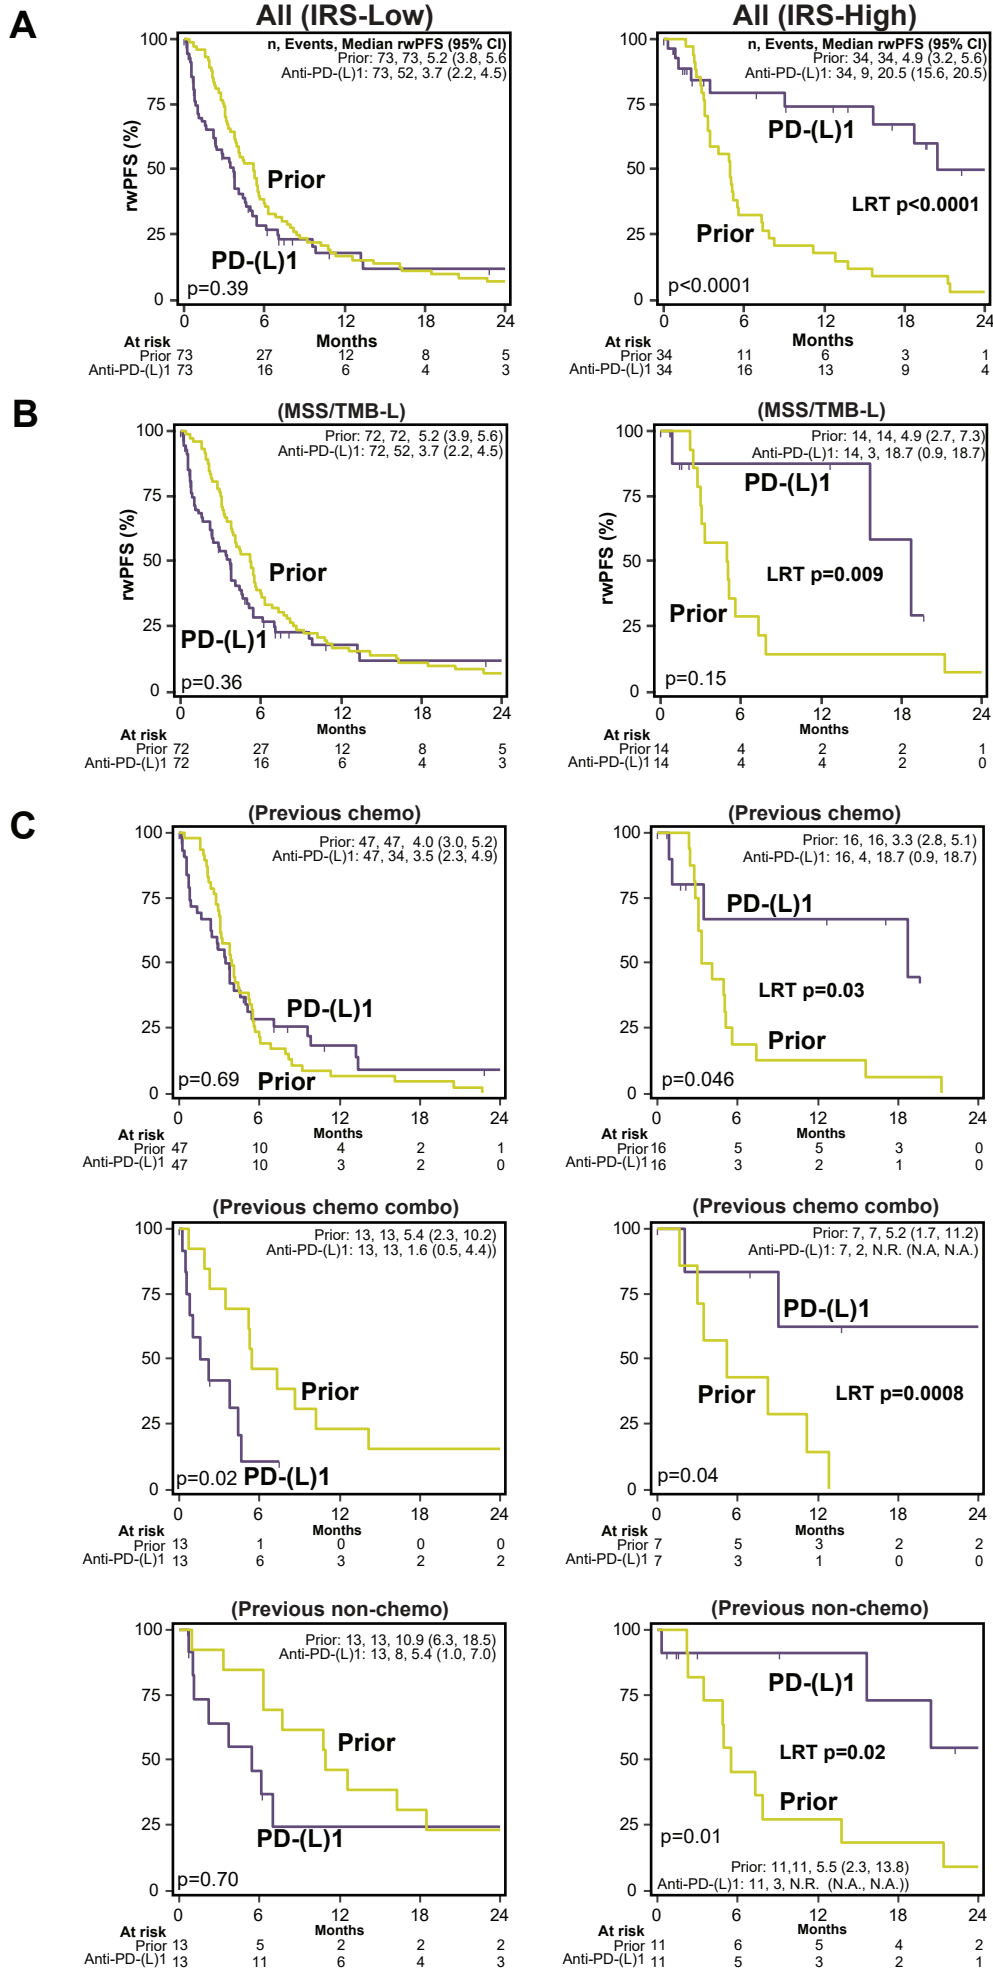 A
All (IRS-Low)
n, Events, Median rwPFS (95% CI)
Prior: 73, 73, 5.2 (3.8, 5.6
Anti-PD-(L)1: 73, 52, 3.7 (2.2, 4.5)
100
75
50
25
0
rwPFS (%)
Prior
PD-(L)1
p=0.39
0 6 12 18 24
Months
At risk
Prior 73 27 12 8 5
Anti-PD-(L)1 73 16 6 4 3
All (IRS-High)
n, Events, Median rwPFS (95% CI)
Prior: 34, 34, 4.9 (3.2, 5.6)
Anti-PD-(L)1: 34, 9, 20.5 (15.6, 20.5)
100
75
50
25
0
PD-(L)1
LRT p<0.0001
Prior
p<0.0001
0 6 12 18 24
Months
At risk
Prior 34 11 6 3 1
Anti-PD-(L)1 34 16 13 9 4
B
(MSS/TMB-L)
Prior: 72, 72, 5.2 (3.9, 5.6)
Anti-PD-(L)1: 72, 52, 3.7 (2.2, 4.5)
100
75
50
25
0
rwPFS (%)
Prior
PD-(L)1
p=0.36
0 6 12 18 24
Months
At risk
Prior 72 27 12 8 5
Anti-PD-(L)1 72 16 6 4 3
(MSS/TMB-L)
Prior: 14, 14, 4.9 (2.7, 7.3)
Anti-PD-(L)1: 14, 3, 18.7 (0.9, 18.7)
100
75
50
25
0
rwPFS (%)
PD-(L)1
LRT p=0.009
Prior
p=0.15
0 6 12 18 24
Months
At risk
Prior 14 4 2 2 1
Anti-PD-(L)1 14 4 4 2 0
C
(Previous chemo)
Prior: 47, 47, 4.0 (3.0, 5.2)
Anti-PD-(L)1: 47, 34, 3.5 (2.3, 4.9)
100
75
50
25
0
PD-(L)1
p=0.69
Prior
0 6 12 18 24
Months
At risk
Prior 47 10 4 2 1
Anti-PD-(L)1 47 10 3 2 0
(Previous chemo)
Prior: 16, 16, 3.3 (2.8, 5.1)
Anti-PD-(L)1: 16, 4, 18.7 (0.9, 18.7)
100
75
50
25
0
PD-(L)1
LRT p=0.03
Prior
p=0.046
0 6 12 18 24
Months
At risk
Prior 16 5 5 3 0
Anti-PD-(L)1 16 3 2 1 0
(Previous chemo combo)
Prior: 13, 13, 5.4 (2.3, 10.2)
Anti-PD-(L)1: 13, 13, 1.6 (0.5, 4.4))
100
75
50
25
0
Prior
p=0.02 PD-(L)1
0 6 12 18 24
Months
At risk
Prior 13 1 0 0 0
Anti-PD-(L)1 13 6 3 2 2
(Previous chemo combo)
Prior: 7, 7, 5.2 (1.7, 11.2)
Anti-PD-(L)1: 7, 2, N.R. (N.A, N.A.)
100
75
50
25
0
PD-(L)1
Prior
LRT p=0.0008
p=0.04
0 6 12 18 24
Months
At risk
Prior 7 5 3 2 2
Anti-PD-(L)1 7 3 1 0 0
(Previous non-chemo)
Prior: 13, 13, 10.9 (6.3, 18.5)
Anti-PD-(L)1: 13, 8, 5.4 (1.0, 7.0)
100
75
50
25
0
Prior
PD-(L)1
p=0.70
0 6 12 18 24
Months
At risk
Prior 13 5 2 2 2
Anti-PD-(L)1 13 11 6 4 3
(Previous non-chemo)
100
75
50
25
0
PD-(L)1
LRT p=0.02
Prior
p=0.01
Prior: 11,11, 5.5 (2.3, 13.8)
Anti-PD-(L)1: 11, 3, N.R. (N.A., N.A.))
0 6 12 18 24
Months
At risk
Prior 11 6 5 4 2
Anti-PD-(L)1 11 5 3 2 1